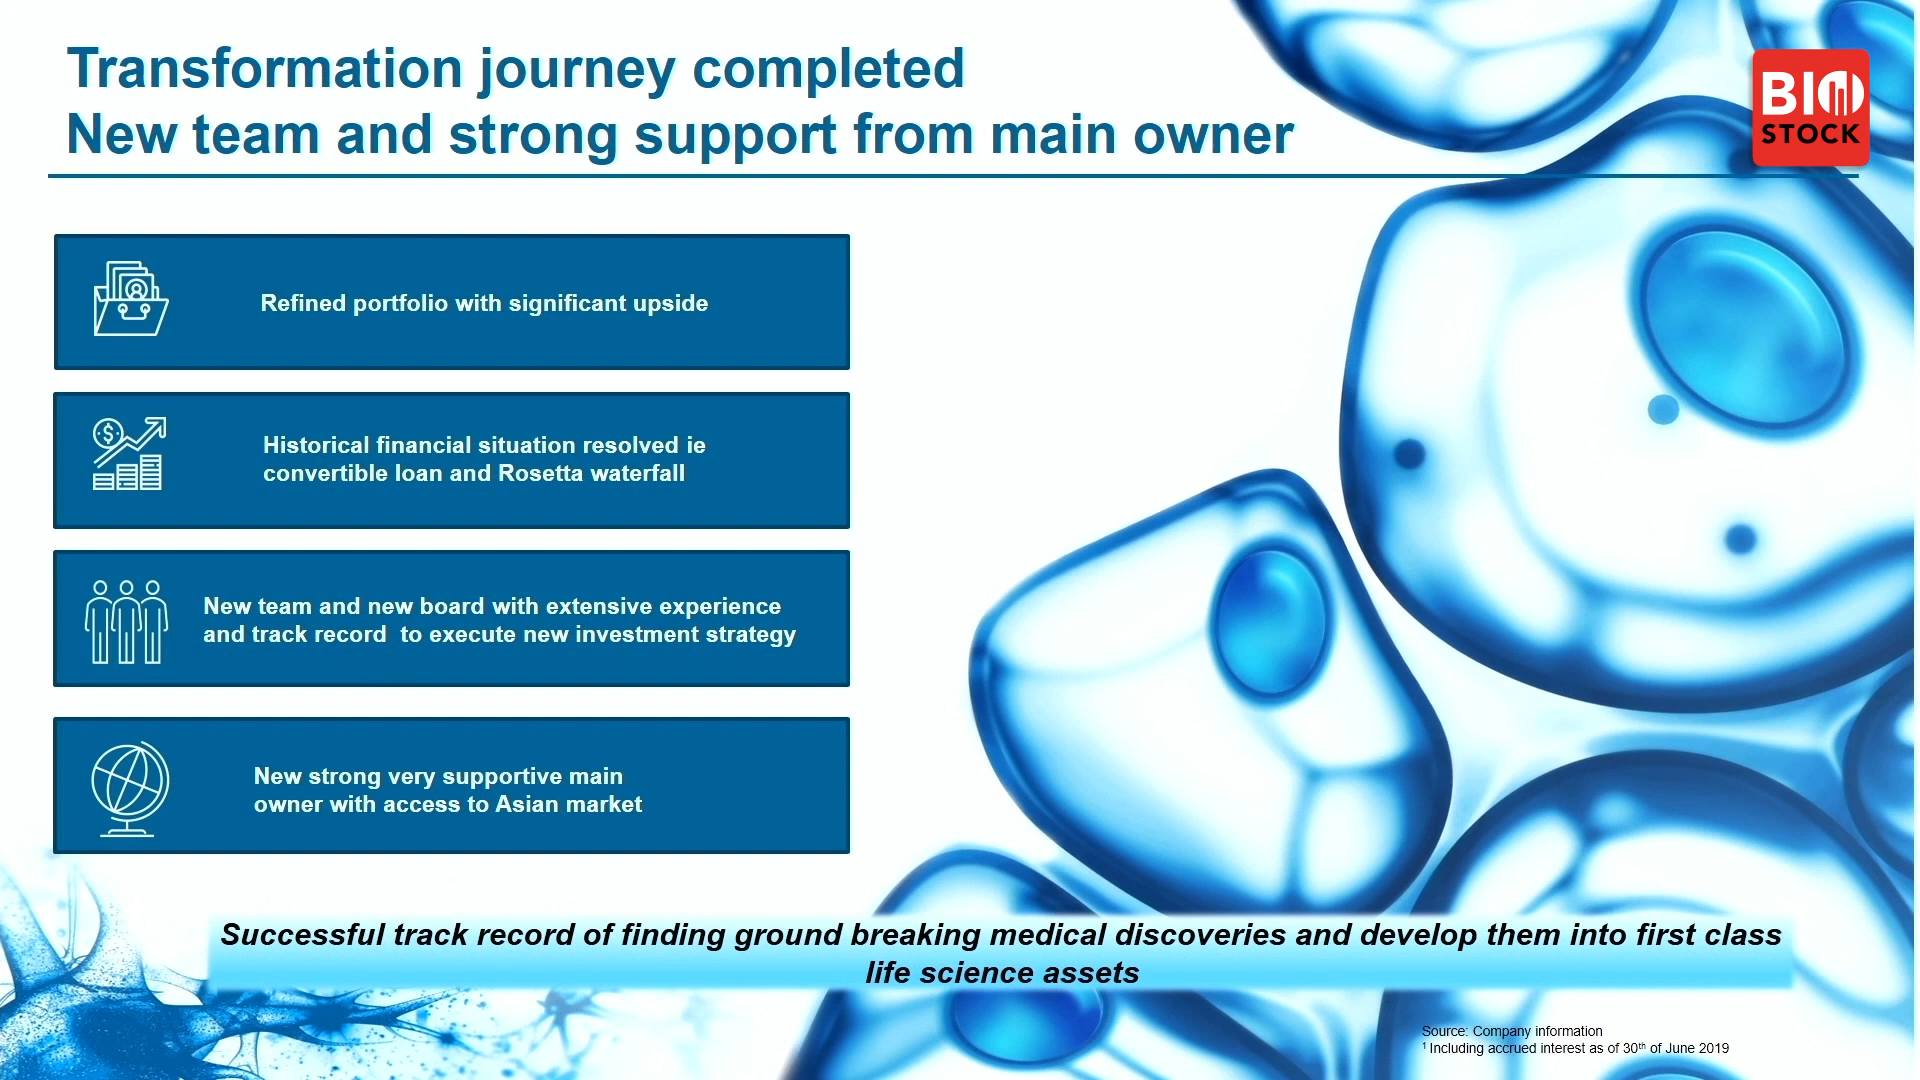 Transformation journey completed
New team and strong support from main owner
BIO
STOCK
Refined portfolio with significant upside
$
Historical financial situation resolved ie
convertible loan and Rosetta waterfall
New team and new board with extensive experience
and track record  to execute new investment strategy
New strong very supportive main
owner with access to Asian market
Successful track record of finding ground breaking medical discoveries and develop them into first class
life science assets
Source: Company information
¹ Including accrued interest as of 30th of June 2019